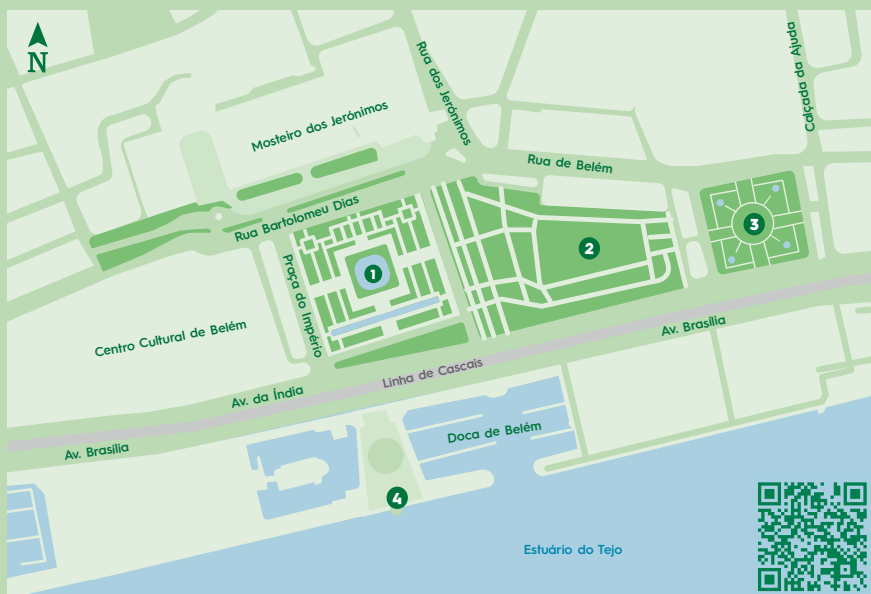 N
Mosteiro dos Jerónimos
Rua dos Jerónimos
Calçada da Ajuda
Rua de Belém
Rua Bartolomeu Dias
Praça do Império
1
2
3
Centro Cultural de Belém
Av. da Índia
Linha de Cascais
Av. Brasília
Av. Brasília
Doca de Belém
4
Estuário do Tejo